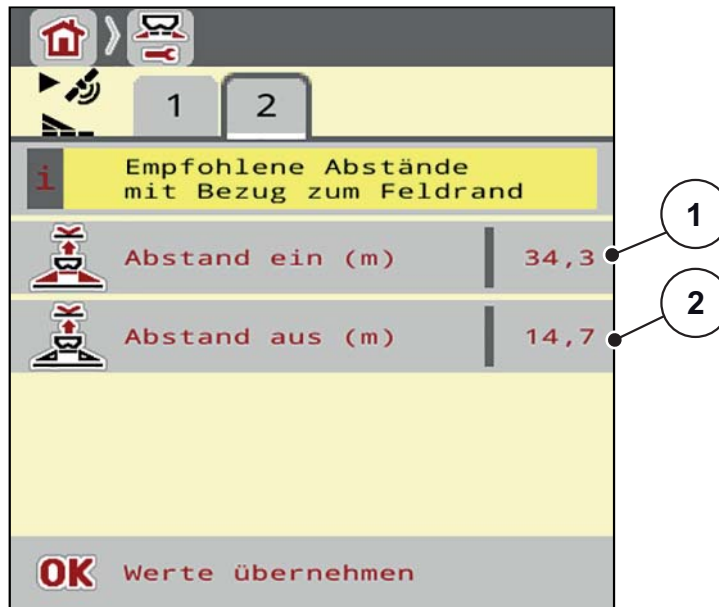 1 2
i Empfohlene Abstände
mit Bezug zum Feldrand
Abstand ein (m) 34,3
1
Abstand aus (m) 14,7
2
OK Werte übernehmen